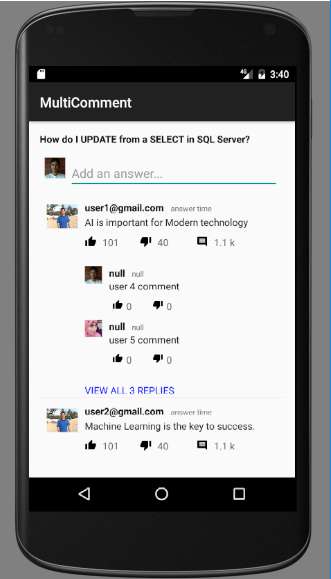 4G 3:40
MultiComment
How do I UPDATE from a SELECT in SQL Server?
Add an answer...
user1@gmail.com answer time
AI is important for Modern technology
101 40 1.1 k
null null
user 4 comment
0 0
null null
user 5 comment
0 0
VIEW ALL 3 REPLIES
user2@gmail.com answer time
Machine Learning is the key to success.
101 40 1.1 k